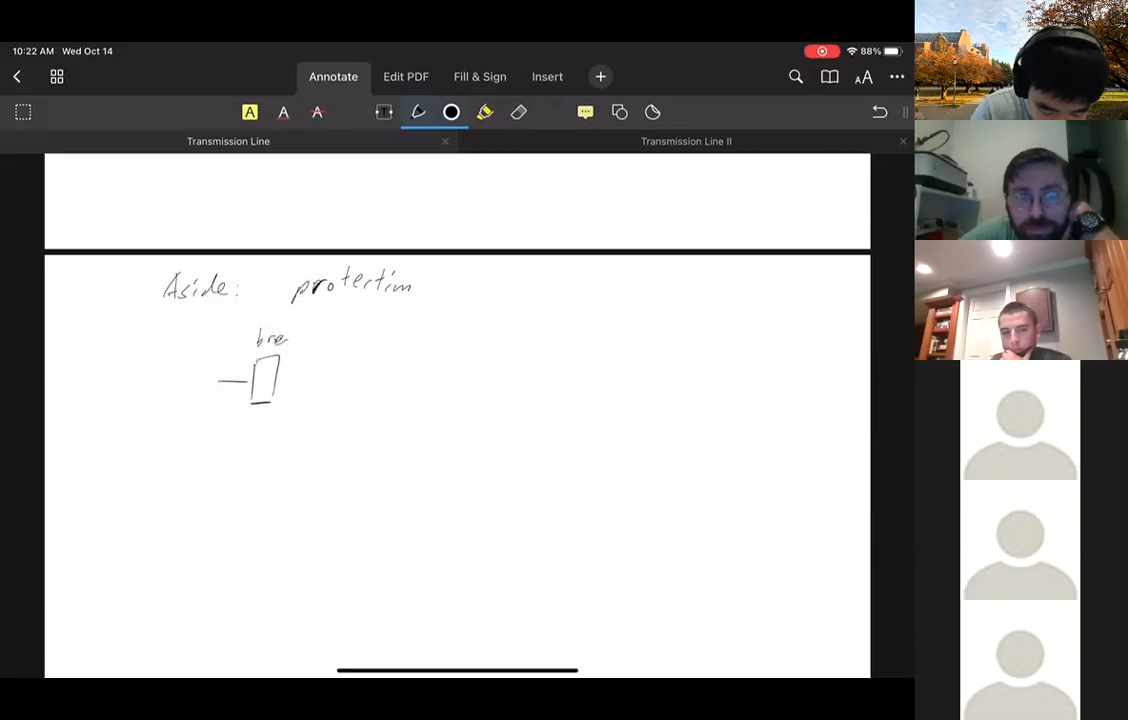 10:22 AM Wed Oct 14
88%
Annotate Edit PDF Fill & Sign Insert
A A A T AA
Transmission Line Transmission Line II
Aside: protection
bre